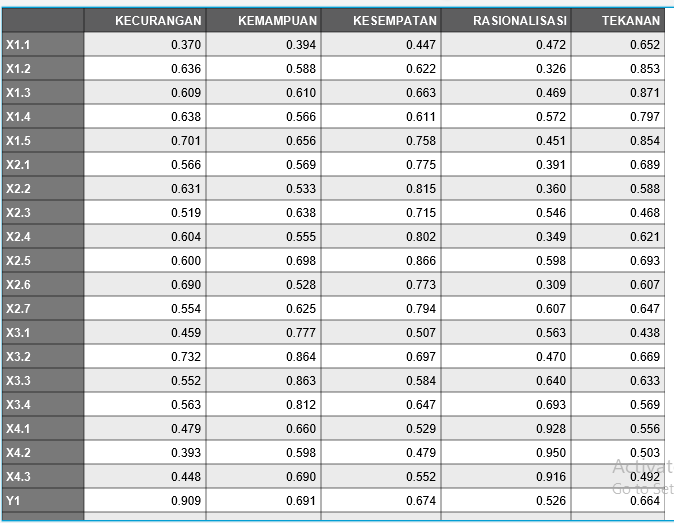 KECURANGAN KEMAMPUAN KESEMPATAN RASIONALISASI TEKANAN
X1.1 0.370 0.394 0.447 0.472 0.652
X1.2 0.636 0.588 0.622 0.326 0.853
X1.3 0.609 0.610 0.663 0.469 0.871
X1.4 0.638 0.566 0.611 0.572 0.797
X1.5 0.701 0.656 0.758 0.451 0.854
X2.1 0.566 0.569 0.775 0.391 0.689
X2.2 0.631 0.533 0.815 0.360 0.588
X2.3 0.519 0.638 0.715 0.546 0.468
X2.4 0.604 0.555 0.802 0.349 0.621
X2.5 0.600 0.698 0.866 0.598 0.693
X2.6 0.690 0.528 0.773 0.309 0.607
X2.7 0.554 0.625 0.794 0.607 0.647
X3.1 0.459 0.777 0.507 0.563 0.438
X3.2 0.732 0.864 0.697 0.470 0.669
X3.3 0.552 0.863 0.584 0.640 0.633
X3.4 0.563 0.812 0.647 0.693 0.569
X4.1 0.479 0.660 0.529 0.928 0.556
X4.2 0.393 0.598 0.479 0.950 0.503
Activat
X4.3 0.448 0.690 0.552 0.916 0.492
Go to Set
Y1 0.909 0.691 0.674 0.526 0.664